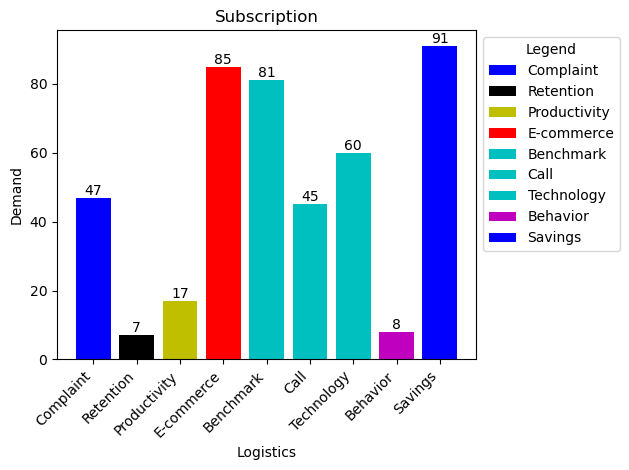 Subscription
91
85
81
80
60
60
47
45
40
20
17
7
8
0
Demand
Complaint
Retention
Productivity
E-commerce
Benchmark
Call
Technology
Behavior
Savings
Logistics
Legend
Complaint
Retention
Productivity
E-commerce
Benchmark
Call
Technology
Behavior
Savings